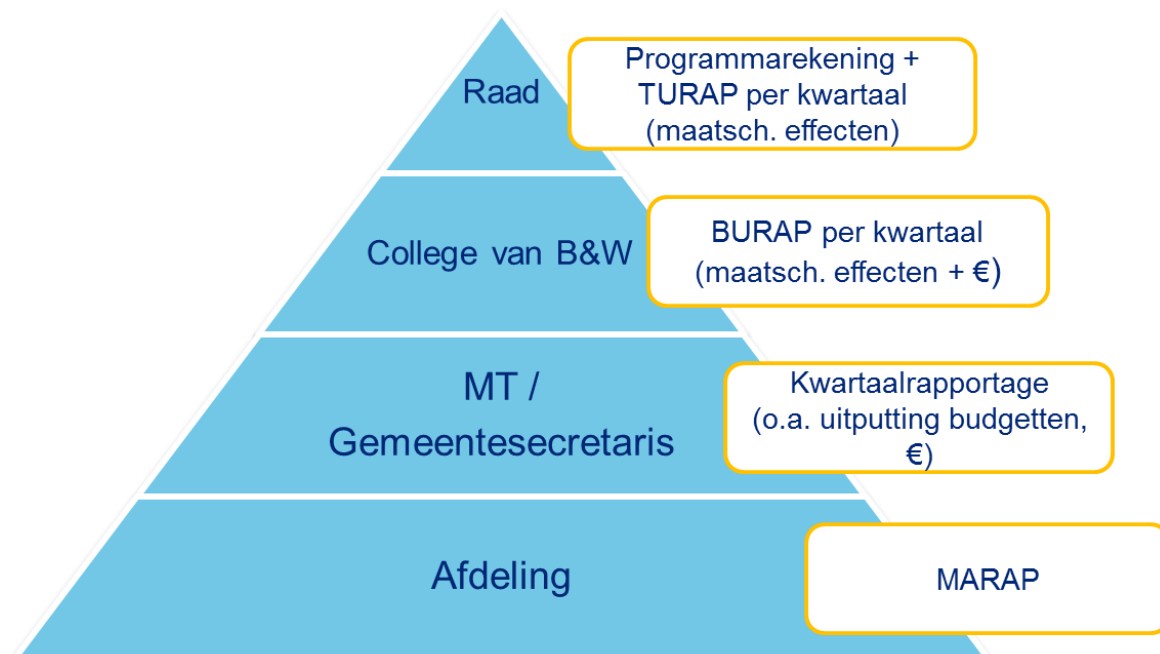 Raad
Programmarekening +
TURAP per kwartaal
(maatsch. effecten)
College van B&W
BURAP per kwartaal
(maatsch. effecten + €)
MT /
Gemeentesecretaris
Kwartaalrapportage
(o.a. uitputting budgetten,
€)
Afdeling
MARAP